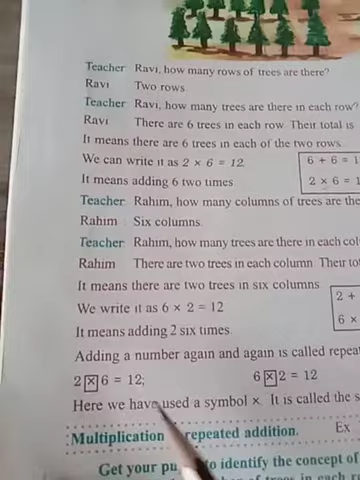 Teacher Ravi, how many rows of trees are there?
Ravi Two rows
Teacher Ravi, how many trees are there in each row?
Ravi There are 6 trees in each row Their total is
It means there are 6 trees in each of the two rows
We can write it as 2 × 6 = 12. 6 + 6 = 1
It means adding 6 two times 2 × 6 = 1
Teacher Rahim, how many columns of trees are the
Rahim Six columns.
Teacher Rahim, how many trees are there in each col
Rahim There are two trees in each column. Their to
It means there are two trees in six columns 2 +
We write it as 6 × 2 = 12 6 ×
It means adding 2 six times
Adding a number again and again is called repea
2 × 6 = 12; 6 × 2 = 12
Here we have used a symbol ×. It is called the s
Multiplication repeated addition. Ex
Get your pu to identify the concept of
of trees in each r